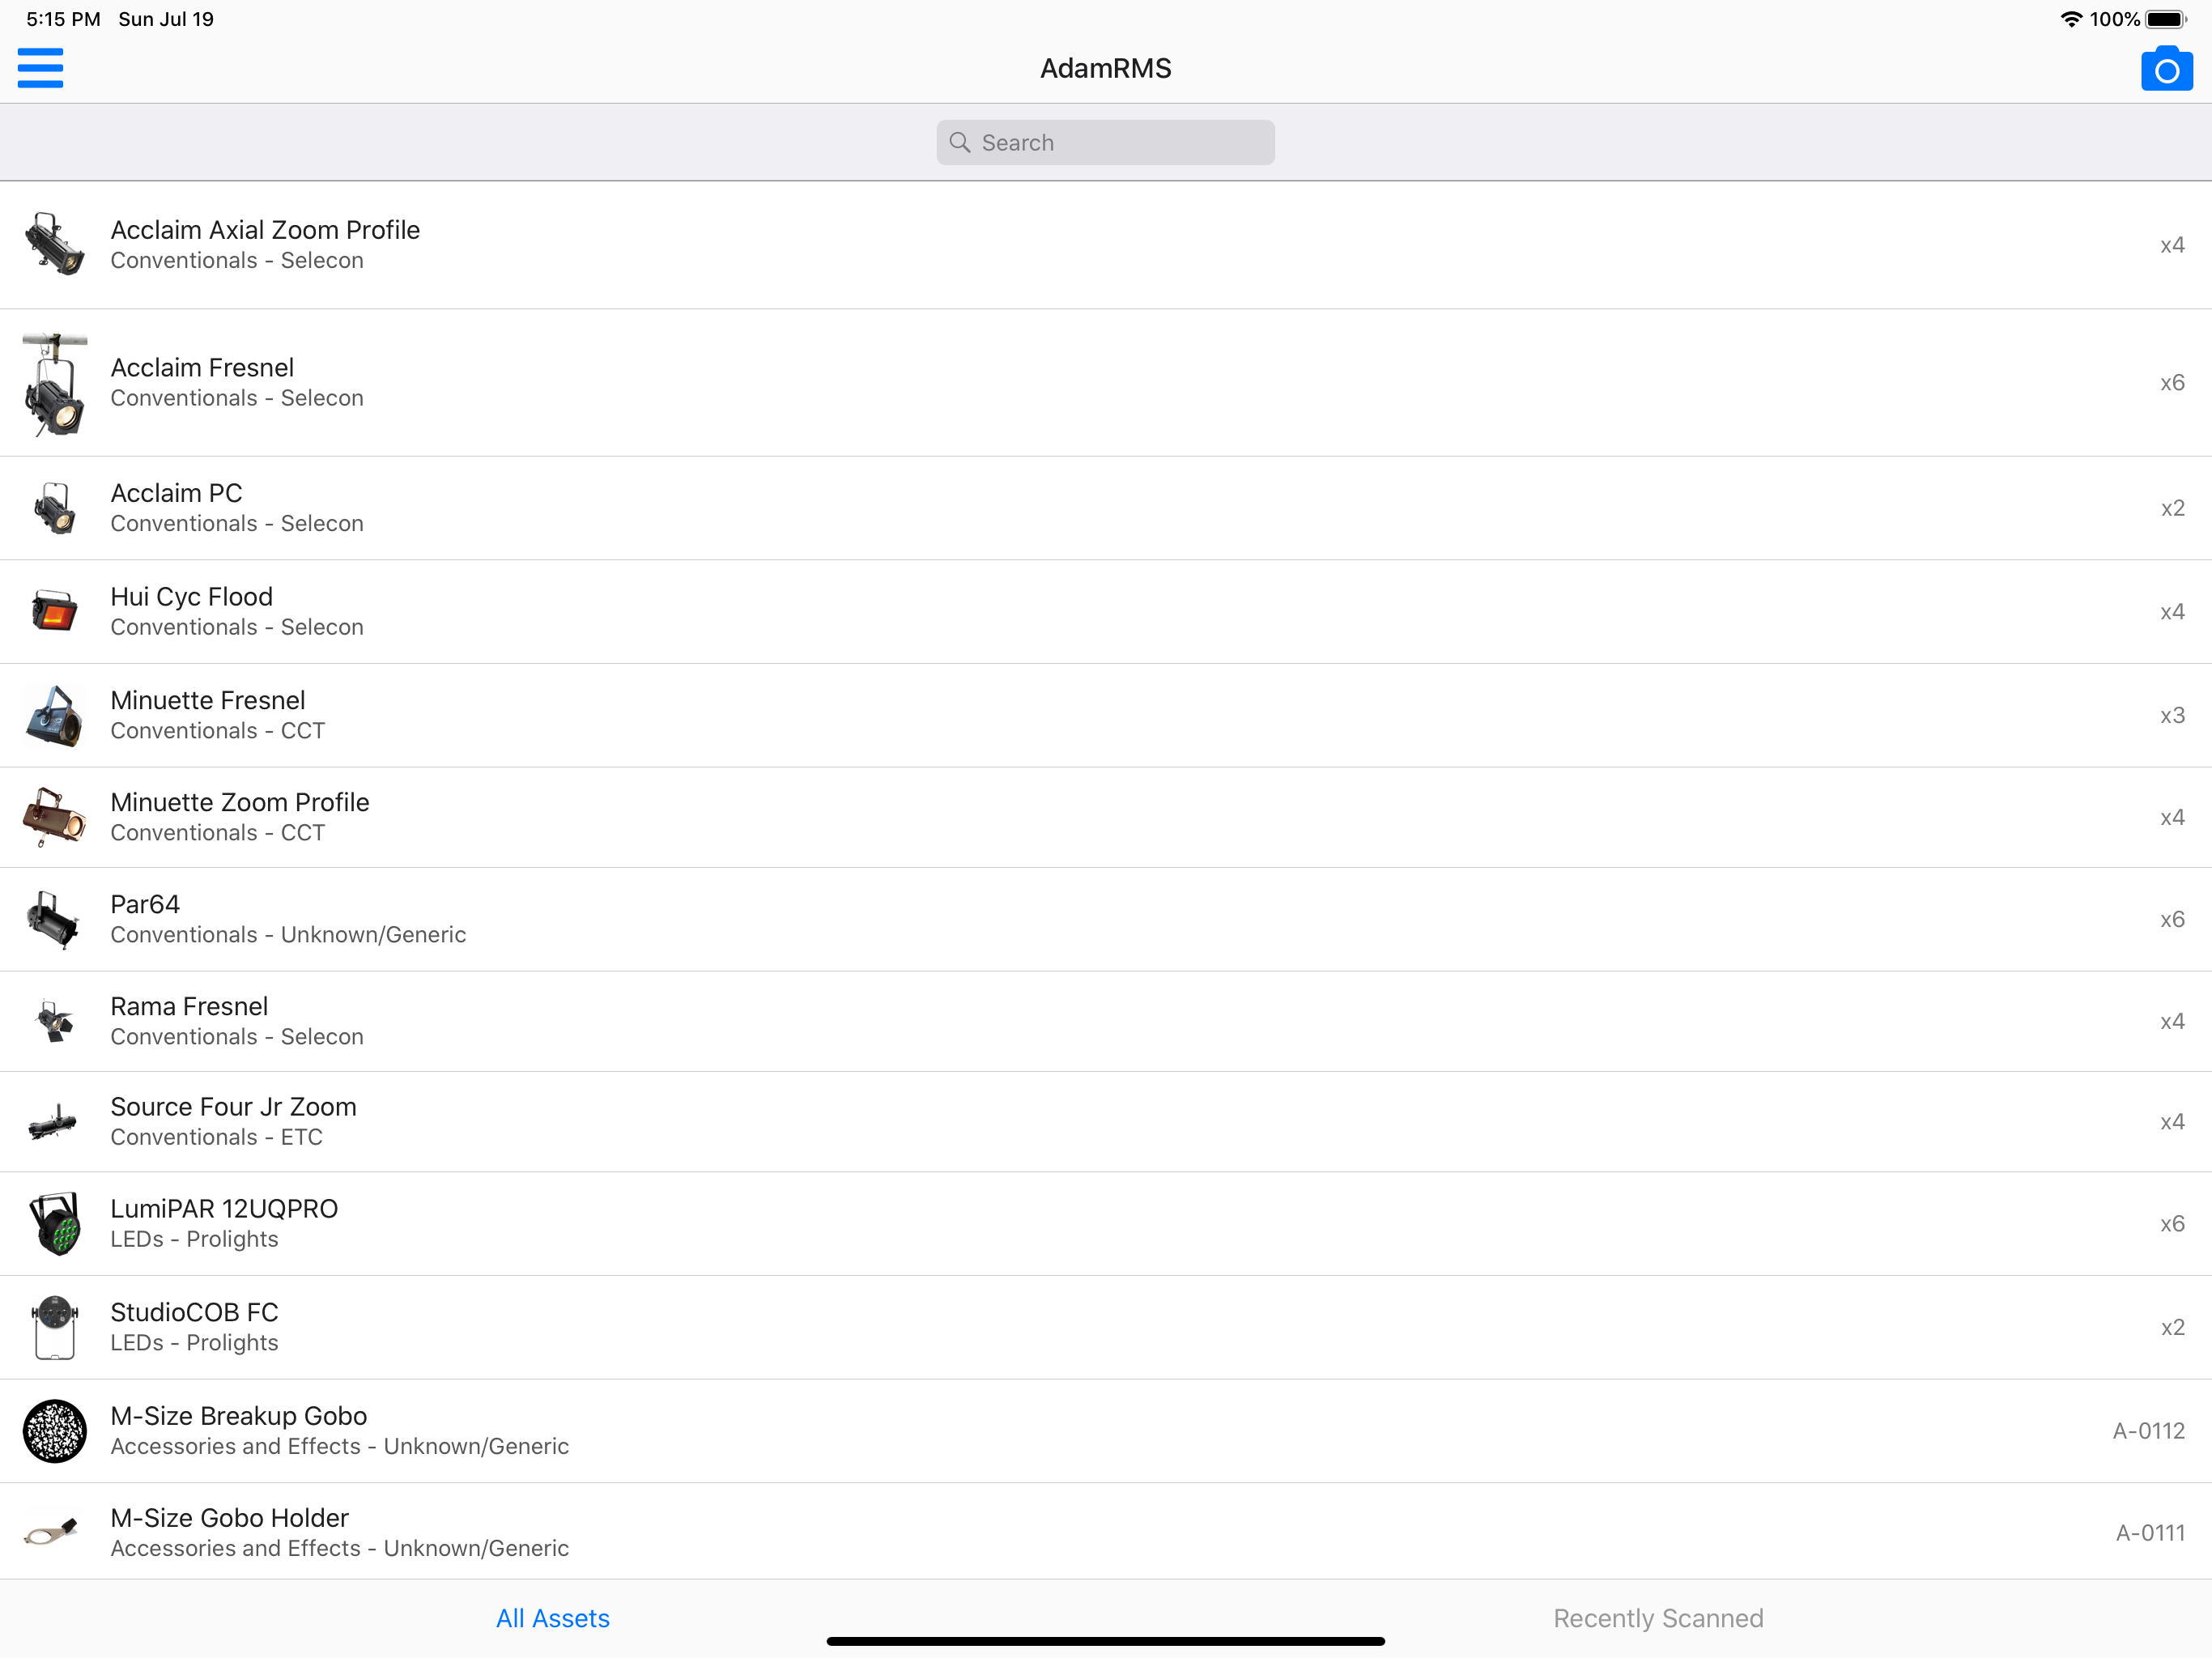 5:15 PM Sun Jul 19 100%
AdamRMS
Search
Acclaim Axial Zoom Profile
Conventionals - Selecon
x4
Acclaim Fresnel
Conventionals - Selecon
x6
Acclaim PC
Conventionals - Selecon
x2
Hui Cyc Flood
Conventionals - Selecon
x4
Minuette Fresnel
Conventionals - CCT
x3
Minuette Zoom Profile
Conventionals - CCT
x4
Par64
Conventionals - Unknown/Generic
x6
Rama Fresnel
Conventionals - Selecon
x4
Source Four Jr Zoom
Conventionals - ETC
x4
LumiPAR 12UQPRO
LEDs - Prolights
x6
StudioCOB FC
LEDs - Prolights
x2
M-Size Breakup Gobo
Accessories and Effects - Unknown/Generic
A-0112
M-Size Gobo Holder
Accessories and Effects - Unknown/Generic
A-0111
All Assets
Recently Scanned